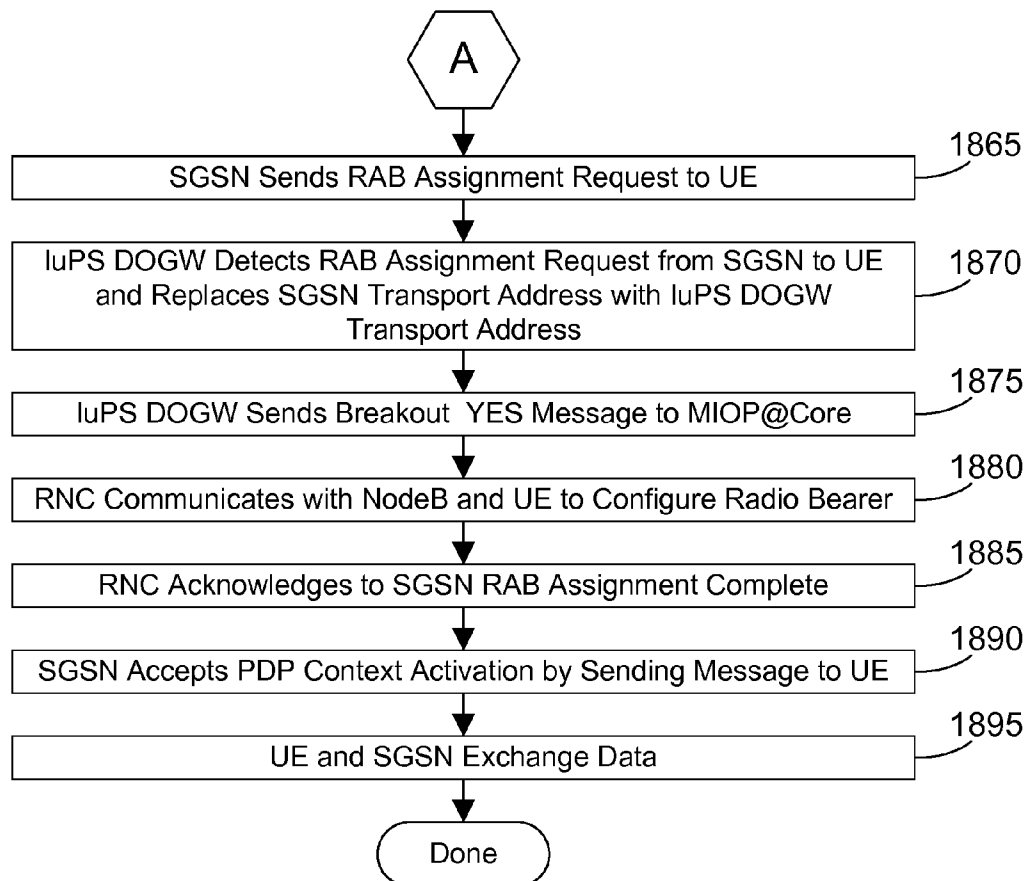 A
1865
SGSN Sends RAB Assignment Request to UE
1870
IuPS DOGW Detects RAB Assignment Request from SGSN to UE
and Replaces SGSN Transport Address with IuPS DOGW
Transport Address
1875
IuPS DOGW Sends Breakout  YES Message to MIOP@Core
1880
RNC Communicates with NodeB and UE to Configure Radio Bearer
1885
RNC Acknowledges to SGSN RAB Assignment Complete
1890
SGSN Accepts PDP Context Activation by Sending Message to UE
1895
UE and SGSN Exchange Data
Done